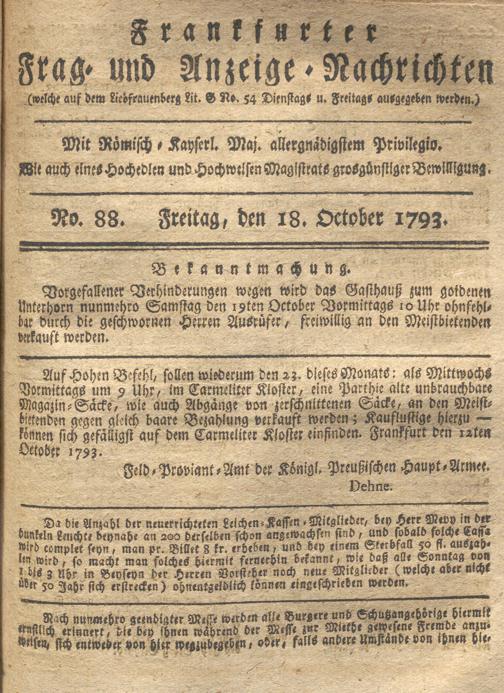 Frankfurter
Frag- und Anzeige-Nachrichten
(welche auf dem Liebfrauenberg Lit. G No. 54 Dienstags u. Freitags ausgegeben werden.)
Mit Römisch-Kayserl. Maj. allergnädigstem Privilegio.
Wie auch eines Hochedlen und Hochweisen Magistrats grosgünstiger Bewilligung.
No. 88. Freitag, den 18. October 1793.
Bekanntmachung.
Vorgefallener Verhinderungen wegen wird das Gasthauß zum goldenen
Unterhorn nunmehro Samstag den 19ten October Vormittags 10 Uhr ohnfehl-
bar durch die geschwornen Herren Ausrüfer, freiwillig an den Meistbietenden
verkauft werden.
Auf Hohen Befehl, sollen wiederum den 23. dieses Monats: als Mittwochs
Vormittags um 9 Uhr, im Carmeliter Kloster, eine Parthie alte unbrauchbare
Magazin-Säcke, wie auch Abgänge von zerschnittenen Säcke, an den Meist-
bietenden gegen gleich baare Bezahlung verkauft werden; Kauflustige hierzu —
können sich gefälligst auf dem Carmeliter Kloster einfinden. Frankfurt den 12ten
October 1793.
Feld-Proviant-Amt der Königl. Preußischen Haupt-Armee.
Dehne.
Da die Anzahl der neuerrichteten Leichen-Kassen-Mitglieder, bey Herr Mevy in der
dunkeln Leuchte beynahe an 200 derselben schon angewachsen sind, und sobald solche Cassa
wird complet seyn, man pr. Billet 8 kr. erheben, und bey einem Sterbfall 50 fl. auszah-
len wird, so macht man solches hiermit fernerhin bekannt, wie daß alle Sonntag von
1 bis 3 Uhr in Beyseyn der Herren Vorsteher noch neue Mitglieder (welche aber nicht
über 50 Jahr sich erstrecken) ohnentgeldlich können eingeschrieben werden.
Nach nunmehro geendigter Messe werden alle Burgere und Schutzangehörige hiermit
ernstlich erinnert, die bey ihnen während der Messe zur Miethe gewesene Fremde anzu-
weisen, sich entweder von hier wegzubegeben, oder, falls andere Umstände von ihnen hie-